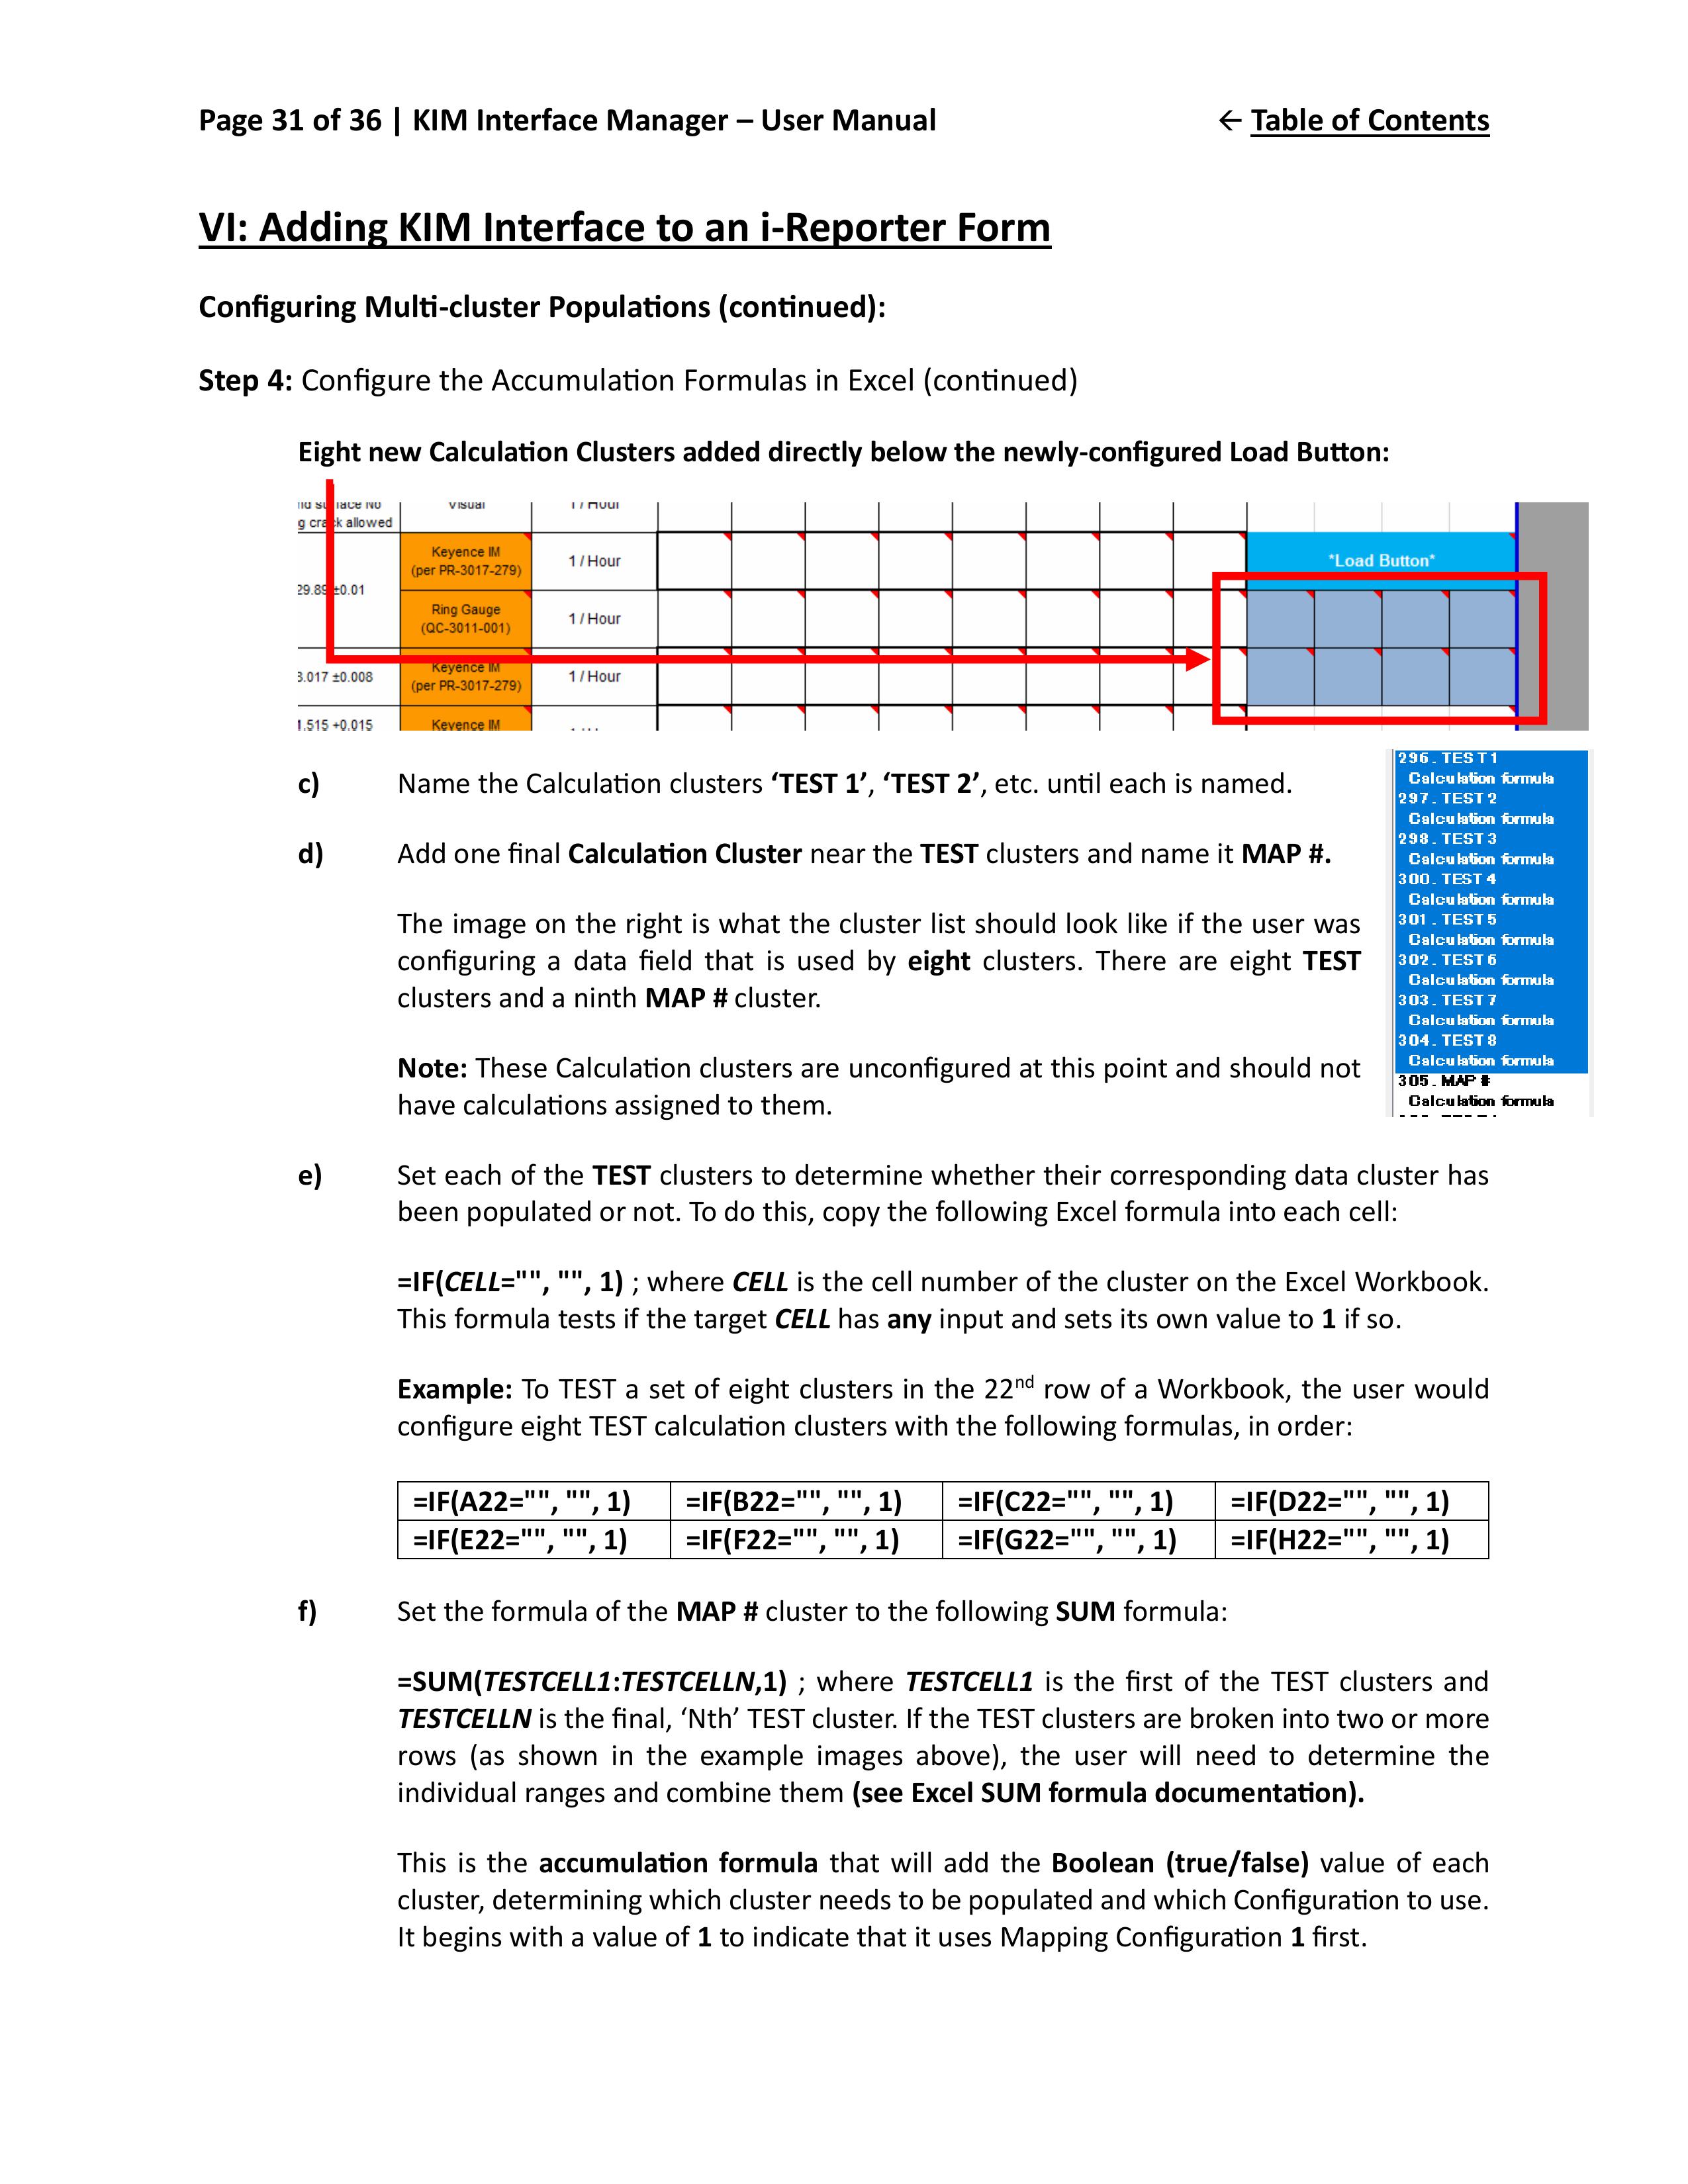 Page 31 of 36 | KIM Interface Manager – User Manual
← Table of Contents
VI: Adding KIM Interface to an i-Reporter Form
Configuring Multi-cluster Populations (continued):
Step 4: Configure the Accumulation Formulas in Excel (continued)
Eight new Calculation Clusters added directly below the newly-configured Load Button:
Visual
1 / Hour
g crack allowed
Keyence IM
(per PR-3017-279)
1 / Hour
*Load Button*
29.89 ±0.01
Ring Gauge
(QC-3011-001)
1 / Hour
3.017 ±0.008
Keyence IM
(per PR-3017-279)
1 / Hour
1.515 +0.015
Keyence IM
c) Name the Calculation clusters ‘TEST 1’, ‘TEST 2’, etc. until each is named.
d) Add one final Calculation Cluster near the TEST clusters and name it MAP #.
The image on the right is what the cluster list should look like if the user was
configuring a data field that is used by eight clusters. There are eight TEST
clusters and a ninth MAP # cluster.
Note: These Calculation clusters are unconfigured at this point and should not
have calculations assigned to them.
296. TEST 1
Calculation formula
297. TEST 2
Calculation formula
298. TEST 3
Calculation formula
300. TEST 4
Calculation formula
301. TEST 5
Calculation formula
302. TEST 6
Calculation formula
303. TEST 7
Calculation formula
304. TEST 8
Calculation formula
305. MAP #
Calculation formula
e) Set each of the TEST clusters to determine whether their corresponding data cluster has
been populated or not. To do this, copy the following Excel formula into each cell:
=IF(CELL="", "", 1) ; where CELL is the cell number of the cluster on the Excel Workbook.
This formula tests if the target CELL has any input and sets its own value to 1 if so.
Example: To TEST a set of eight clusters in the 22nd row of a Workbook, the user would
configure eight TEST calculation clusters with the following formulas, in order:
=IF(A22="", "", 1) =IF(B22="", "", 1) =IF(C22="", "", 1) =IF(D22="", "", 1)
=IF(E22="", "", 1) =IF(F22="", "", 1) =IF(G22="", "", 1) =IF(H22="", "", 1)
f) Set the formula of the MAP # cluster to the following SUM formula:
=SUM(TESTCELL1:TESTCELLN,1) ; where TESTCELL1 is the first of the TEST clusters and
TESTCELLN is the final, ‘Nth’ TEST cluster. If the TEST clusters are broken into two or more
rows (as shown in the example images above), the user will need to determine the
individual ranges and combine them (see Excel SUM formula documentation).
This is the accumulation formula that will add the Boolean (true/false) value of each
cluster, determining which cluster needs to be populated and which Configuration to use.
It begins with a value of 1 to indicate that it uses Mapping Configuration 1 first.